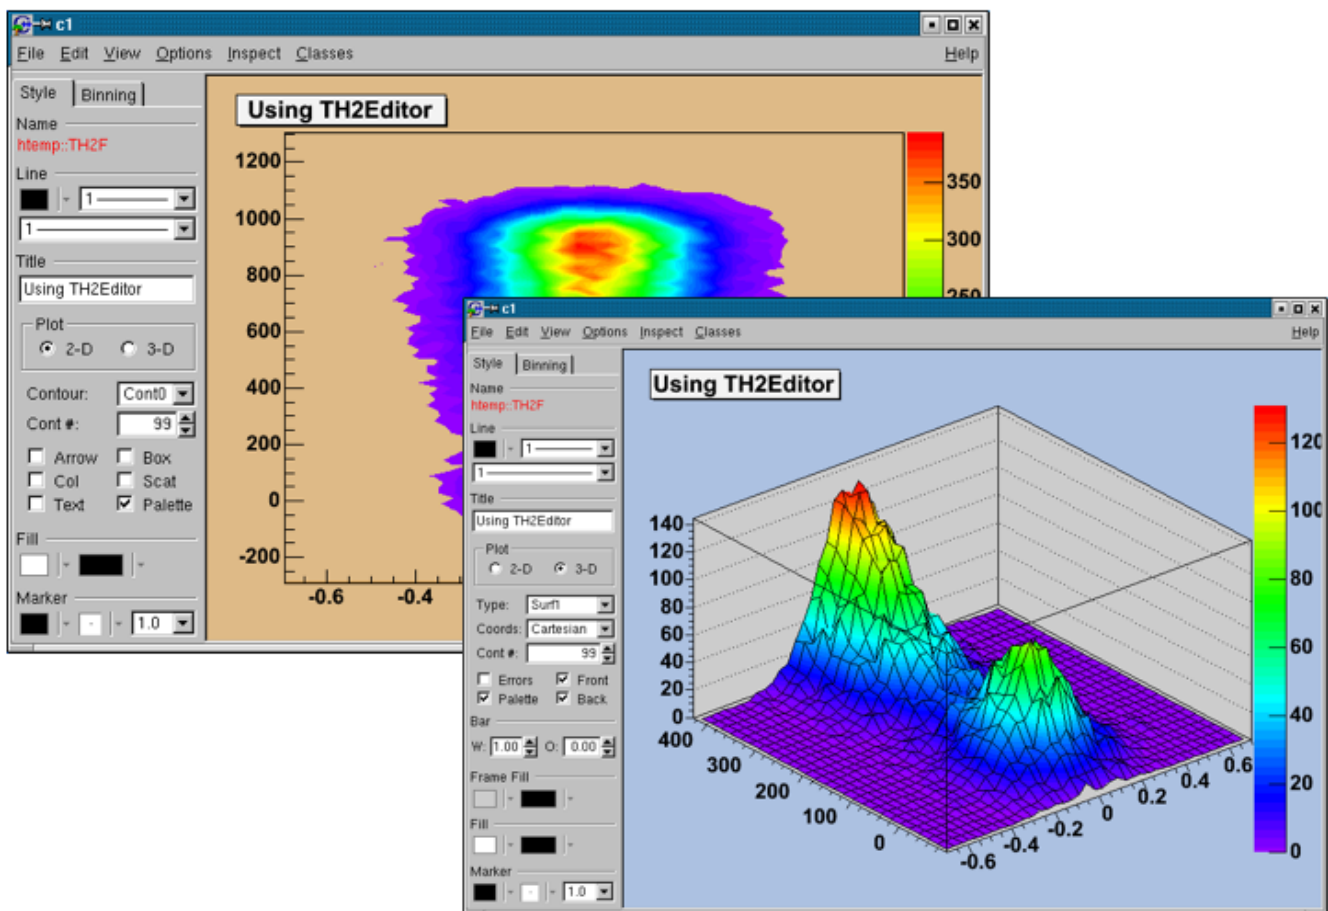 c1
File Edit View Options Inspect Classes Help
Style Binning
Name
htemp::TH2F
Line
1
1
Title
Using TH2Editor
Plot
2-D 3-D
Contour: Cont0
Cont #: 99
Arrow Box
Col Scat
Text Palette
Fill
Marker
1.0
Using TH2Editor
1200
1000
800
600
400
200
0
-200
-0.6 -0.4
350
300
250
c1
File Edit View Options Inspect Classes Help
Style Binning
Name
htemp::TH2F
Line
1
1
Title
Using TH2Editor
Plot
2-D 3-D
Type: Surf1
Coords: Cartesian
Cont #: 99
Errors Front
Palette Back
Bar
W: 1.00 O: 0.00
Frame Fill
Fill
Marker
1.0
Using TH2Editor
140
120
100
80
60
40
20
0
400
300
200
100
0
-0.6 -0.4 -0.2 0 0.2 0.4 0.6
120
100
80
60
40
20
0